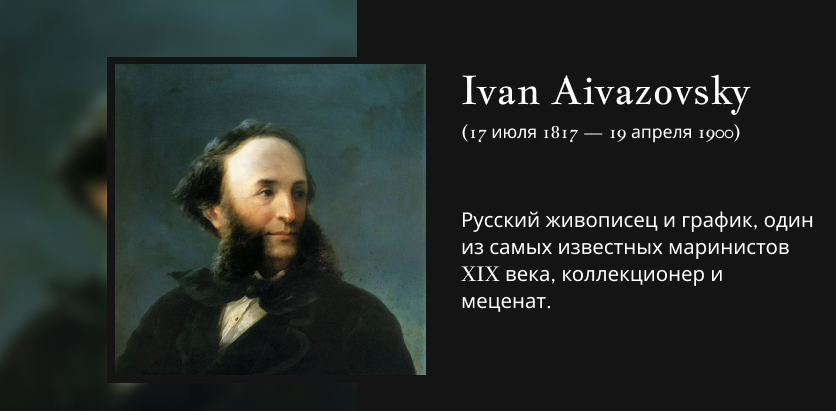 Ivan Aivazovsky
(17 июля 1817 — 19 апреля 1900)
Русский живописец и график, один
из самых известных маринистов
XIX века, коллекционер и
меценат.